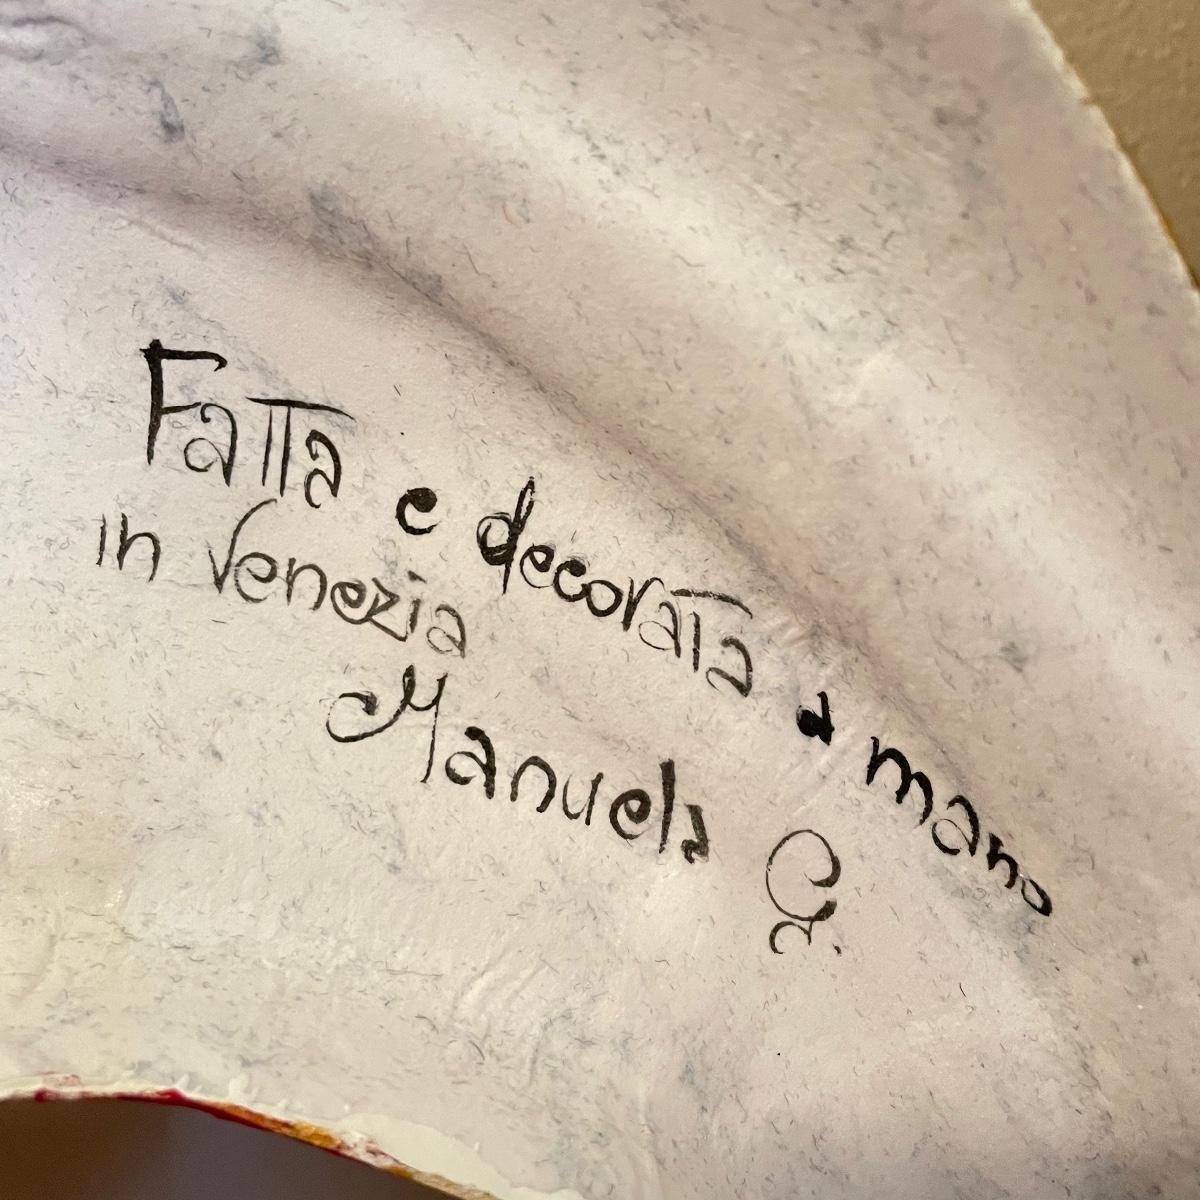 Fatta e decorata a mano
in Venezia
Manuela G.